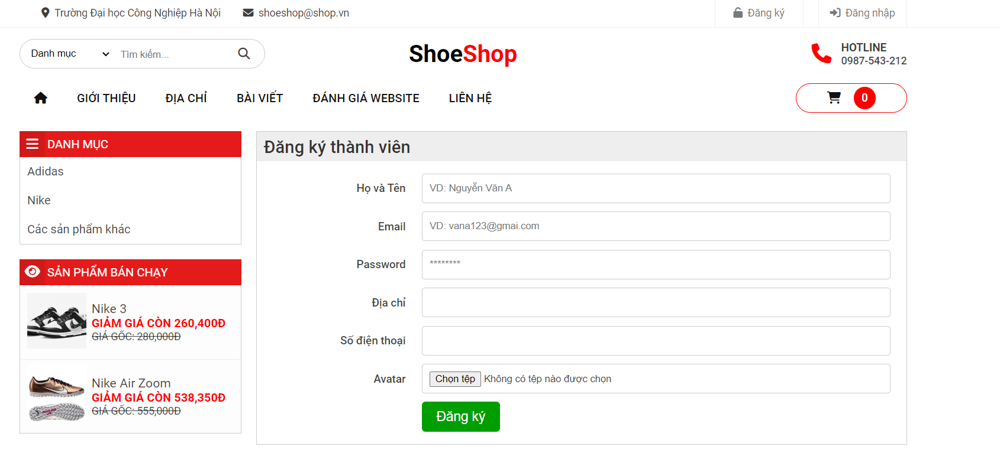 Trường Đại học Công Nghiệp Hà Nội
shoeshop@shop.vn
Đăng ký
Đăng nhập
Danh mục
Tìm kiếm...
ShoeShop
HOTLINE
0987-543-212
GIỚI THIỆU
ĐỊA CHỈ
BÀI VIẾT
ĐÁNH GIÁ WEBSITE
LIÊN HỆ
0
DANH MỤC
Adidas
Nike
Các sản phẩm khác
SẢN PHẨM BÁN CHẠY
Nike 3
GIẢM GIÁ CÒN 260,400Đ
GIÁ GỐC: 280,000Đ
Nike Air Zoom
GIẢM GIÁ CÒN 538,350Đ
GIÁ GỐC: 555,000Đ
Đăng ký thành viên
Họ và Tên
VD: Nguyễn Văn A
Email
VD: vana123@gmai.com
Password
********
Địa chỉ
Số điện thoại
Avatar
Chọn tệp Không có tệp nào được chọn
Đăng ký